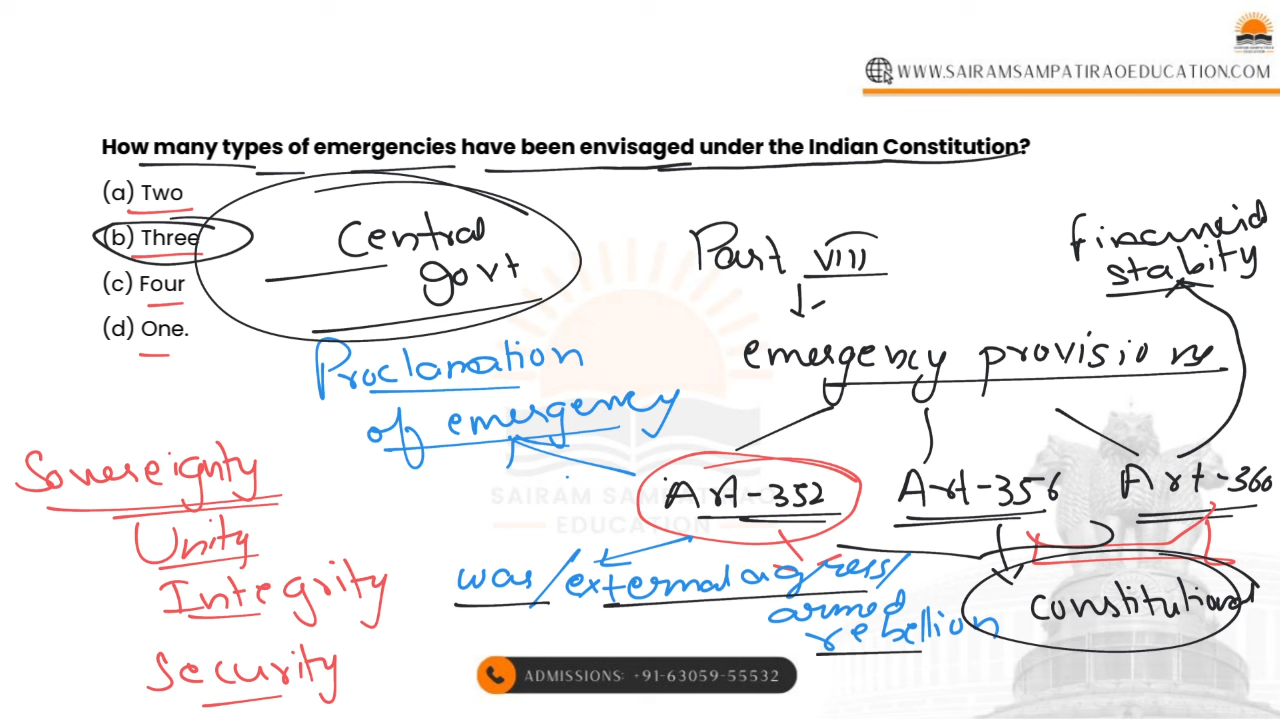 WWW.SAIRAMSAMPATIRAOEDUCATION.COM
How many types of emergencies have been envisaged under the Indian Constitution?
(a) Two
(b) Three
(c) Four
(d) One.
Central
govt
Part VIII
financial
stabity
emergency provisions
Proclamation
of emergency
Art-352
Art-356
Art-360
was/external agress/
armed
rebellion
constitutional
Sovereignty
Unity
Integrity
Security
SAIRAM SAMPATIRAO
EDUCATION
ADMISSIONS: +91-63059-55532